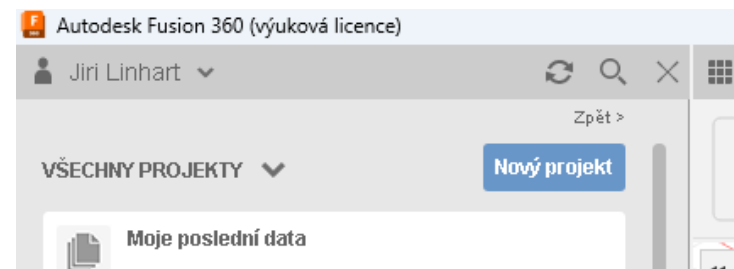 Autodesk Fusion 360 (výuková licence)
Jiri Linhart
Zpět >
VŠECHNY PROJEKTY
Nový projekt
Moje poslední data